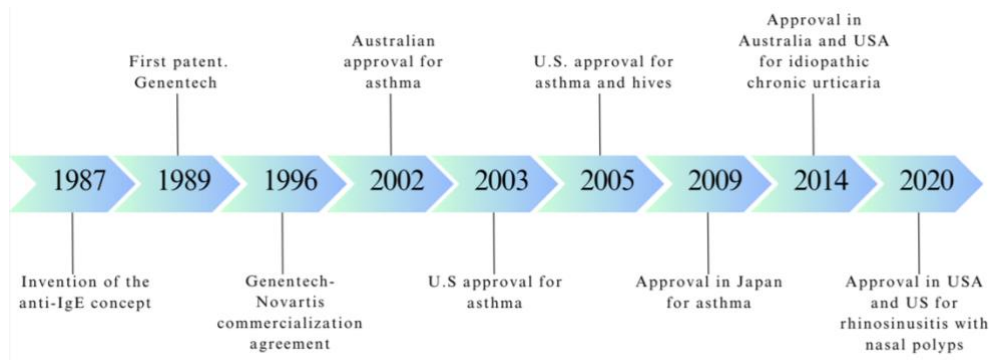 First patent.
Genentech
Australian
approval for
asthma
U.S. approval for
asthma and hives
Approval in
Australia and USA
for idiopathic
chronic urticaria
1987
1989
1996
2002
2003
2005
2009
2014
2020
Invention of the
anti-IgE concept
Genentech-
Novartis
commercialization
agreement
U.S approval for
asthma
Approval in Japan
for asthma
Approval in USA
and US for
rhinosinusitis with
nasal polyps